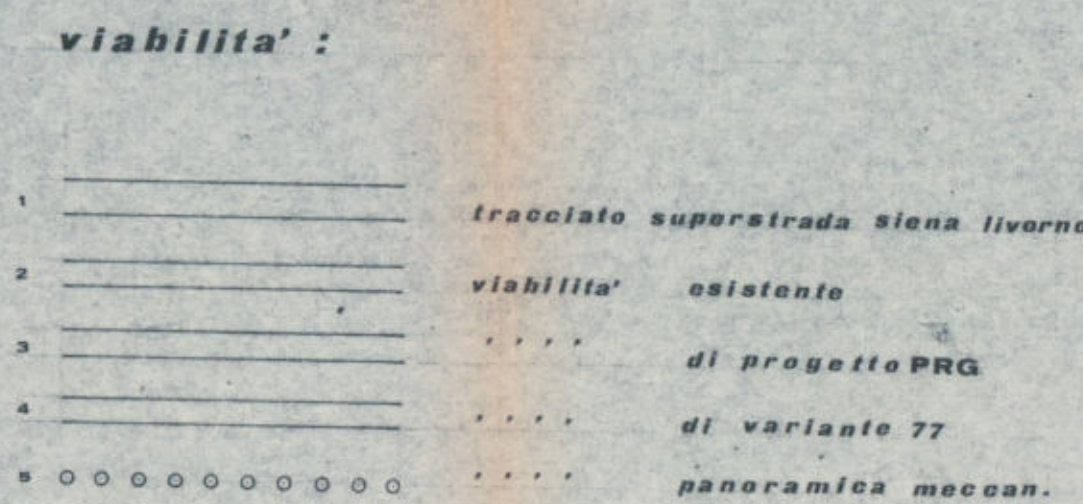 viabilita' :
1 tracciato superstrada siena livorno
2 viabilita' esistente
3 ' ' ' ' di progetto PRG
4 ' ' ' ' di variante 77
5 ' ' ' ' panoramica meccan.